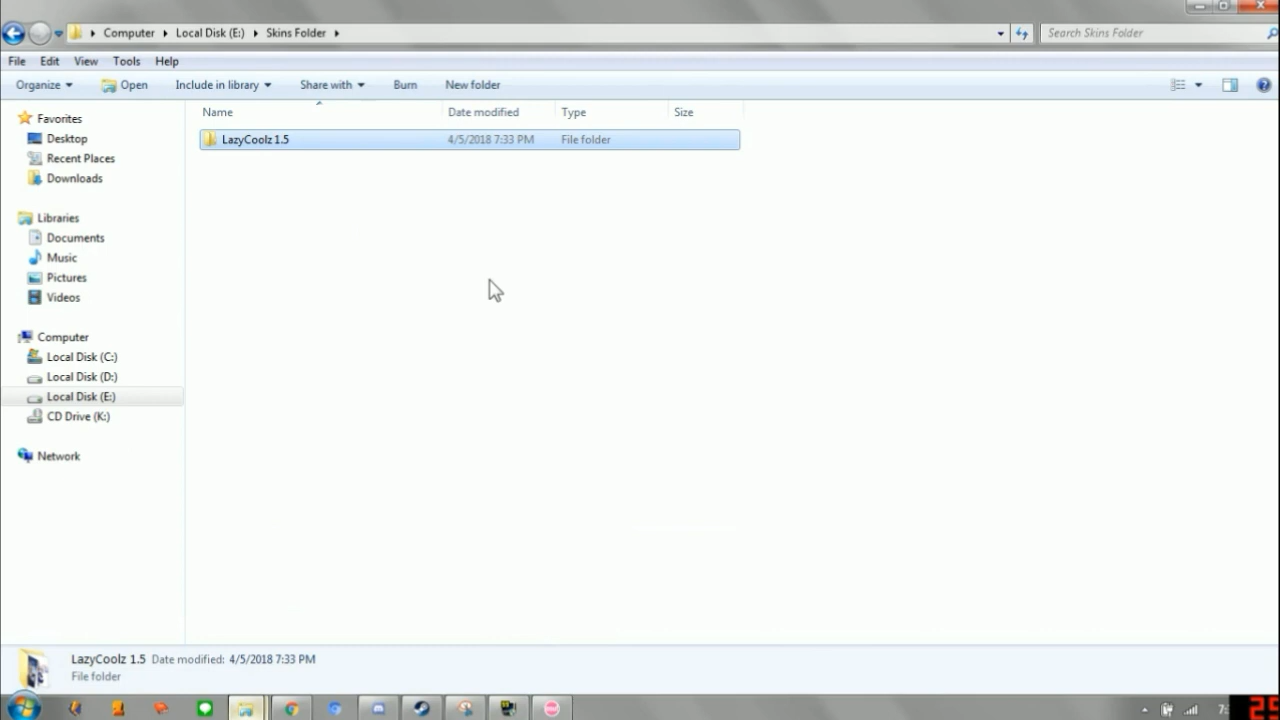 Computer Local Disk (E:) Skins Folder Search Skins Folder
File Edit View Tools Help
Organize Open Include in library Share with Burn New folder
Name Date modified Type Size
LazyCoolz 1.5 4/5/2018 7:33 PM File folder
Favorites
Desktop
Recent Places
Downloads
Libraries
Documents
Music
Pictures
Videos
Computer
Local Disk (C:)
Local Disk (D:)
Local Disk (E:)
CD Drive (K:)
Network
LazyCoolz 1.5 Date modified: 4/5/2018 7:33 PM
File folder